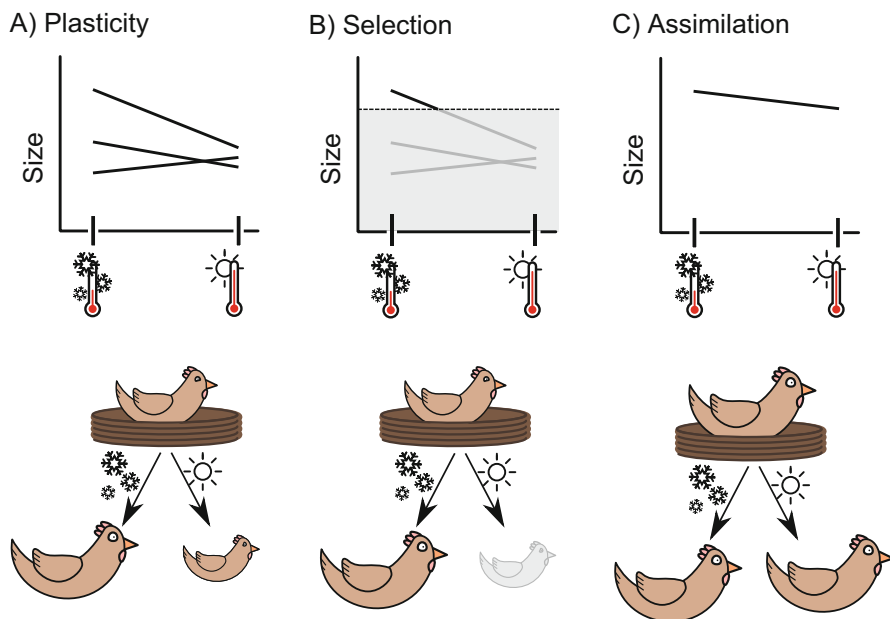 A) Plasticity
B) Selection
C) Assimilation
Size
Size
Size